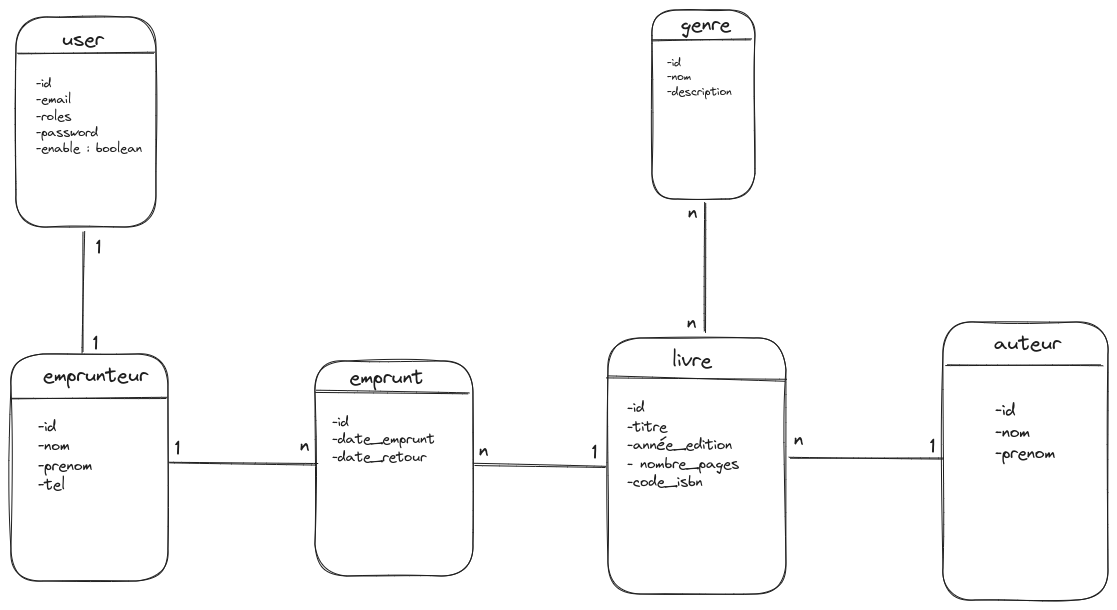 user
-id
-email
-roles
-password
-enable : boolean
1
1
emprunteur
-id
-nom
-prenom
-tel
1
n
emprunt
-id
-date_emprunt
-date_retour
n
1
genre
-id
-nom
-description
n
n
livre
-id
-titre
-année_edition
- nombre_pages
-code_isbn
n
1
auteur
-id
-nom
-prenom